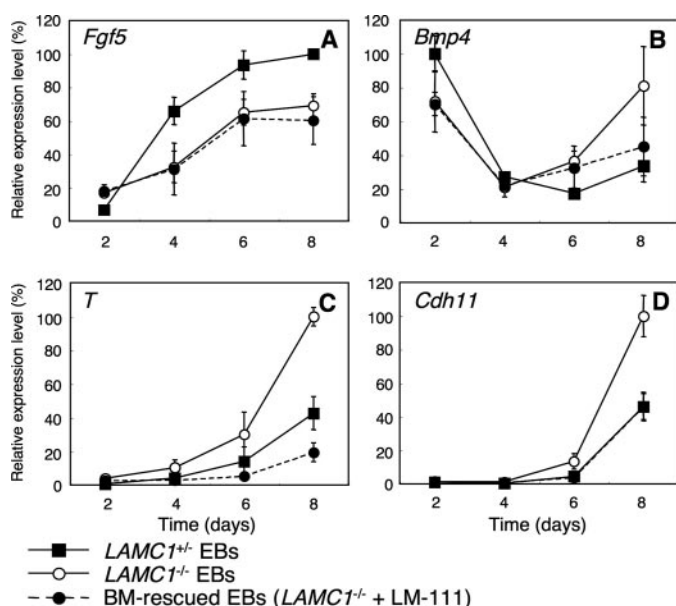 Fgf5 A
Relative expression level (%)
120
100
80
60
40
20
0
2 4 6 8
Bmp4 B
120
100
80
60
40
20
0
2 4 6 8
T C
Relative expression level (%)
120
100
80
60
40
20
0
2 4 6 8
Time (days)
Cdh11 D
120
100
80
60
40
20
0
2 4 6 8
Time (days)
LAMC1+/- EBs
LAMC1-/- EBs
BM-rescued EBs (LAMC1-/- + LM-111)